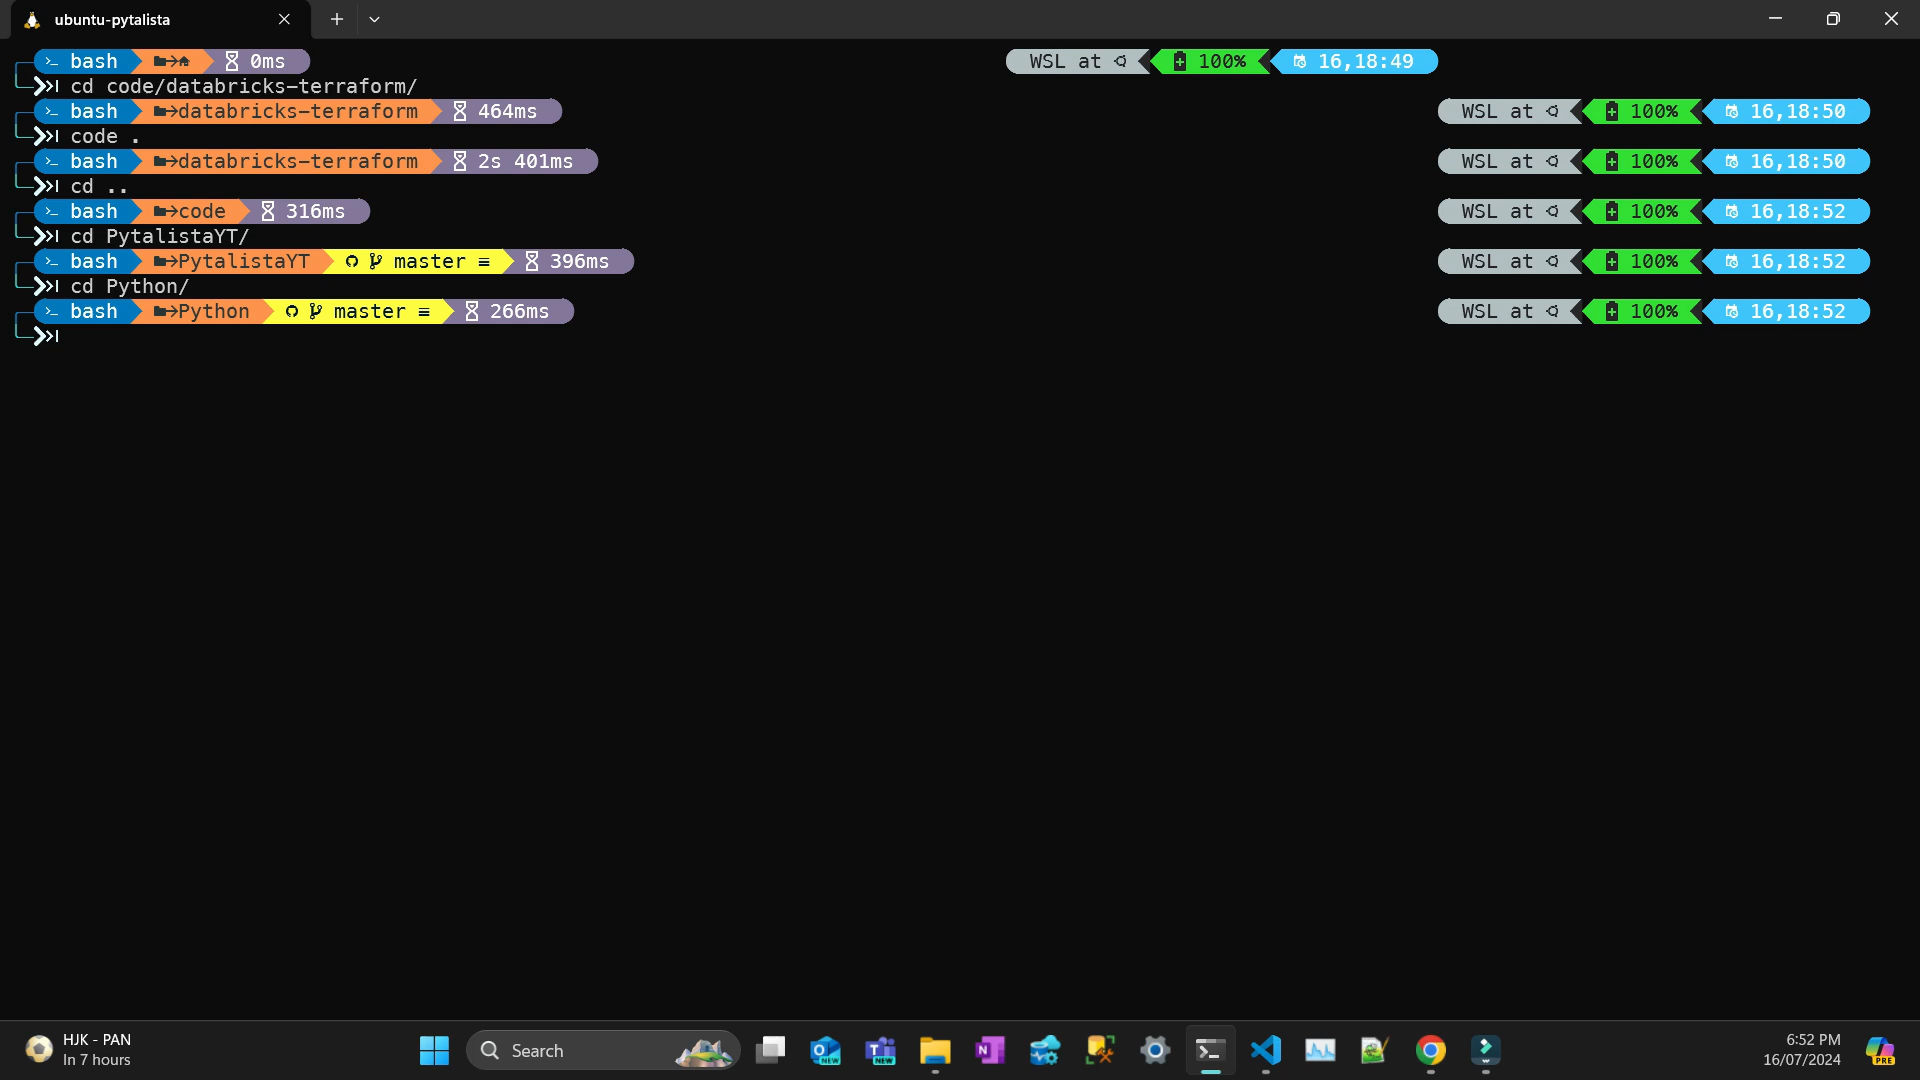 ubuntu-pytalista
bash 0ms WSL at 100% 16,18:49
cd code/databricks-terraform/
bash databricks-terraform 464ms WSL at 100% 16,18:50
code .
bash databricks-terraform 2s 401ms WSL at 100% 16,18:50
cd ..
bash code 316ms WSL at 100% 16,18:52
cd PytalistaYT/
bash PytalistaYT master ≡ 396ms WSL at 100% 16,18:52
cd Python/
bash Python master ≡ 266ms WSL at 100% 16,18:52
HJK - PAN
In 7 hours
Search
NEW
NEW
6:52 PM
16/07/2024
PRE